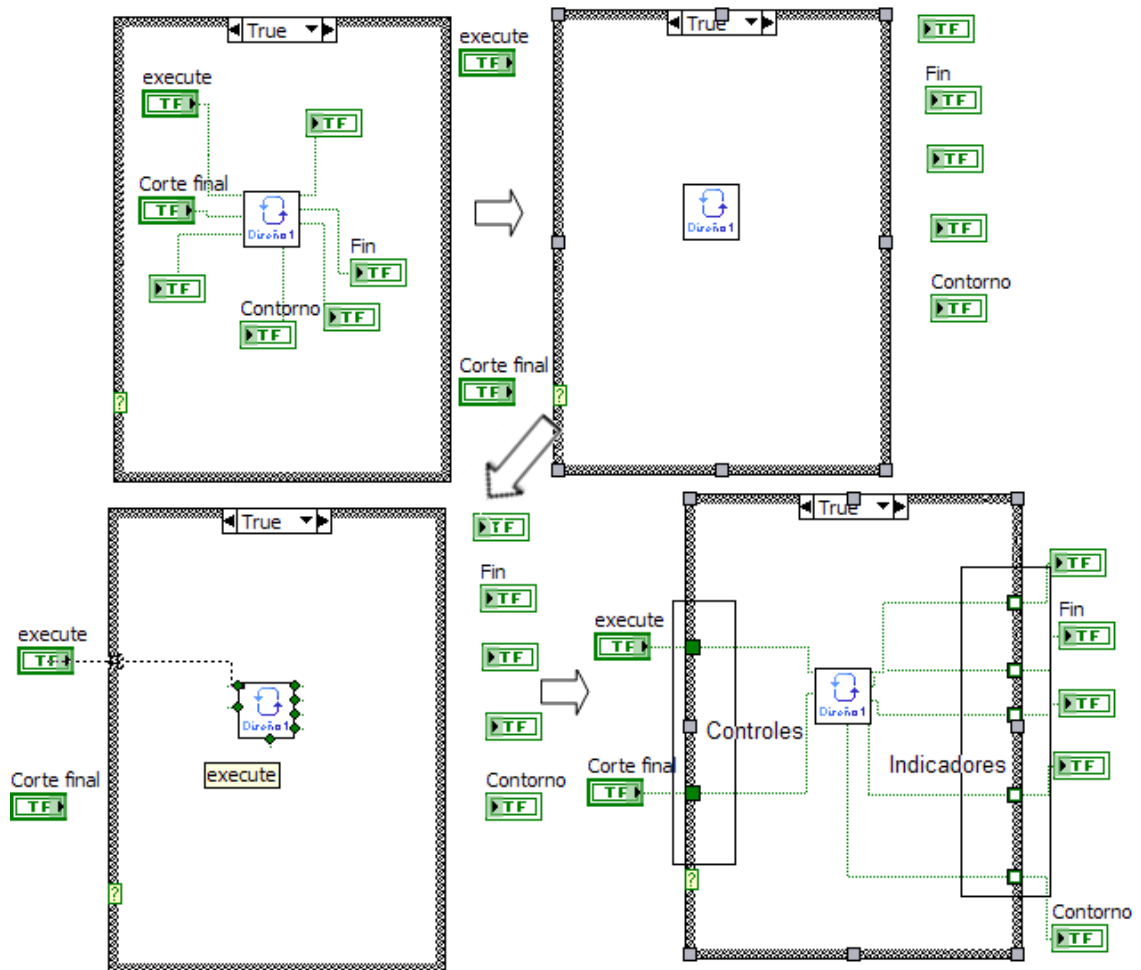 True
execute
TF
TF
Corte final
TF
Diseño1
Fin
TF
TF
Contorno
TF
TF
True
execute
TF
TF
Fin
TF
TF
Diseño1
TF
Contorno
TF
Corte final
TF
?
?
True
TF
Fin
TF
execute
TF
TF
Diseño1
TF
execute
Corte final
TF
Contorno
TF
?
True
TF
execute
TF
Fin
TF
Diseño1
TF
Controles
Indicadores
Corte final
TF
TF
?
Contorno
TF